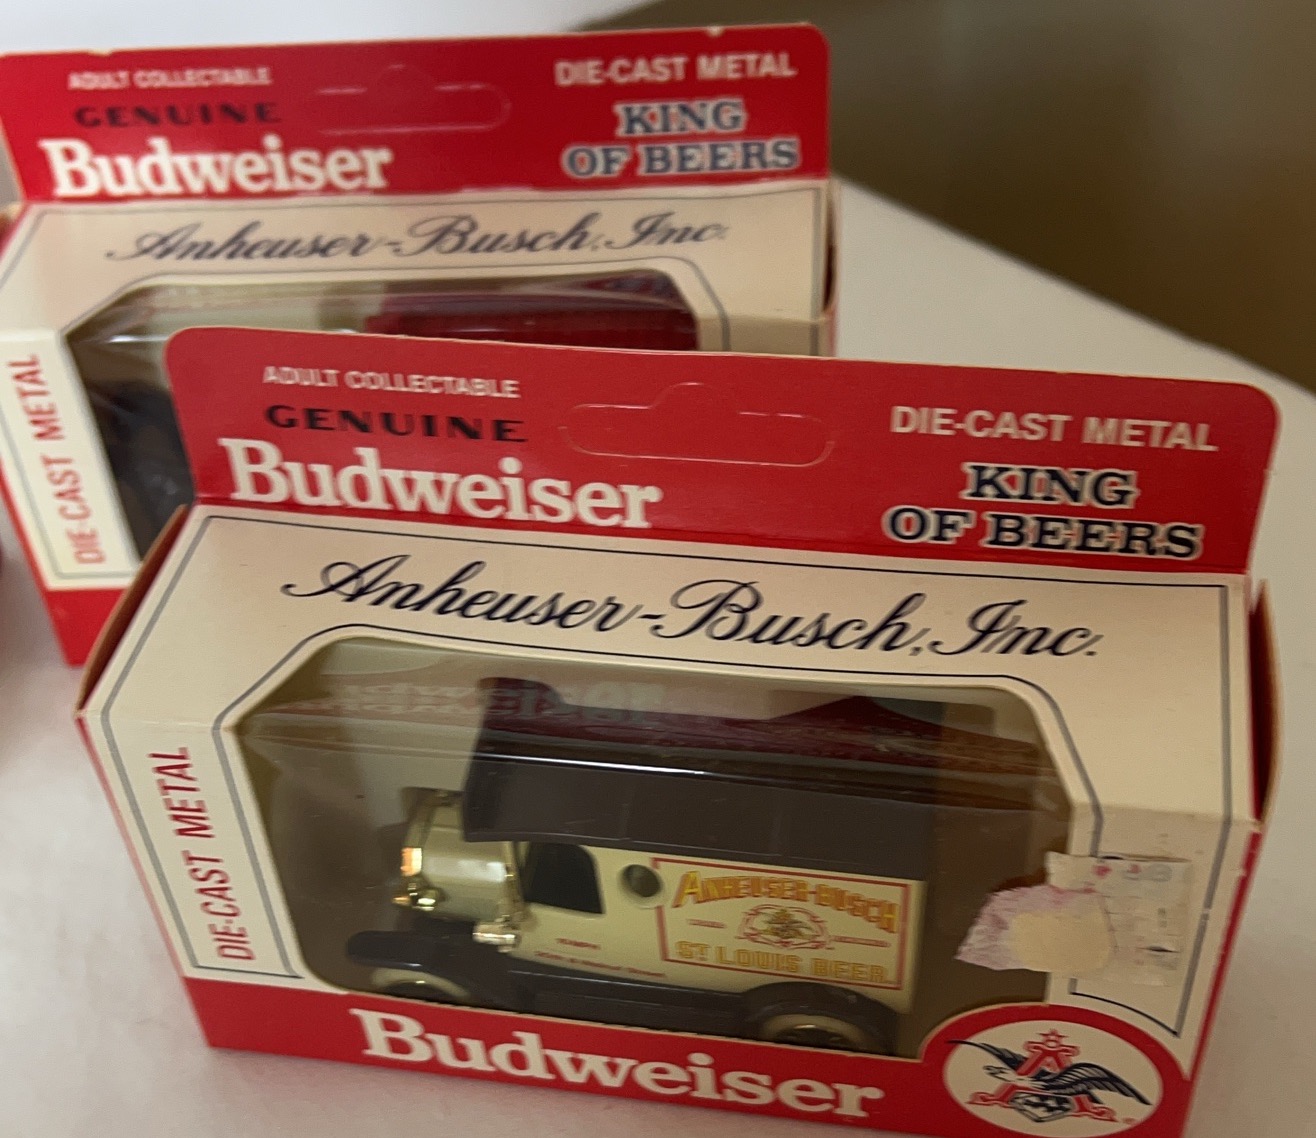 ADULT COLLECTABLE
GENUINE
Budweiser
DIE-CAST METAL
KING
OF BEERS
Anheuser-Busch, Inc.
DIE-CAST METAL
ADULT COLLECTABLE
GENUINE
Budweiser
DIE-CAST METAL
KING
OF BEERS
Anheuser-Busch, Inc.
DIE-CAST METAL
ANHEUSER-BUSCH
ST LOUIS BEER
Budweiser